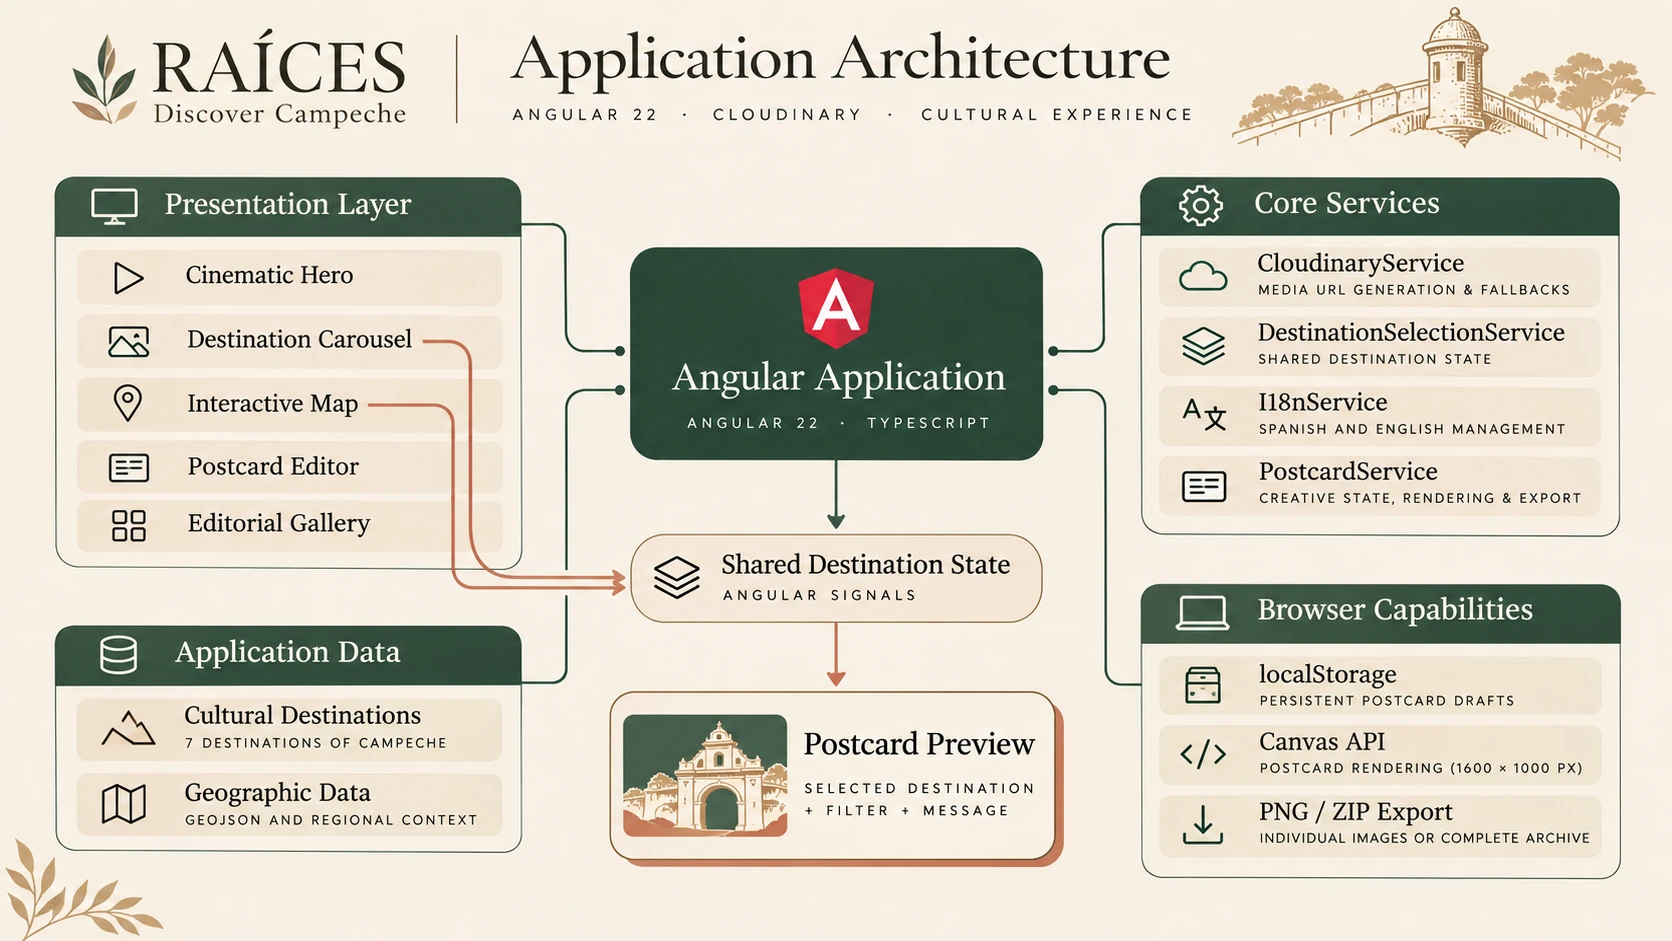 RAÍCES
Discover Campeche
Application Architecture
ANGULAR 22 · CLOUDINARY · CULTURAL EXPERIENCE
Presentation Layer
Cinematic Hero
Destination Carousel
Interactive Map
Postcard Editor
Editorial Gallery
Application Data
Cultural Destinations
7 DESTINATIONS OF CAMPECHE
Geographic Data
GEOJSON AND REGIONAL CONTEXT
A
Angular Application
ANGULAR 22 · TYPESCRIPT
Shared Destination State
ANGULAR SIGNALS
Postcard Preview
SELECTED DESTINATION
+ FILTER + MESSAGE
Core Services
CloudinaryService
MEDIA URL GENERATION & FALLBACKS
DestinationSelectionService
SHARED DESTINATION STATE
A文
I18nService
SPANISH AND ENGLISH MANAGEMENT
PostcardService
CREATIVE STATE, RENDERING & EXPORT
Browser Capabilities
localStorage
PERSISTENT POSTCARD DRAFTS
</>
Canvas API
POSTCARD RENDERING (1600 × 1000 PX)
PNG / ZIP Export
INDIVIDUAL IMAGES OR COMPLETE ARCHIVE